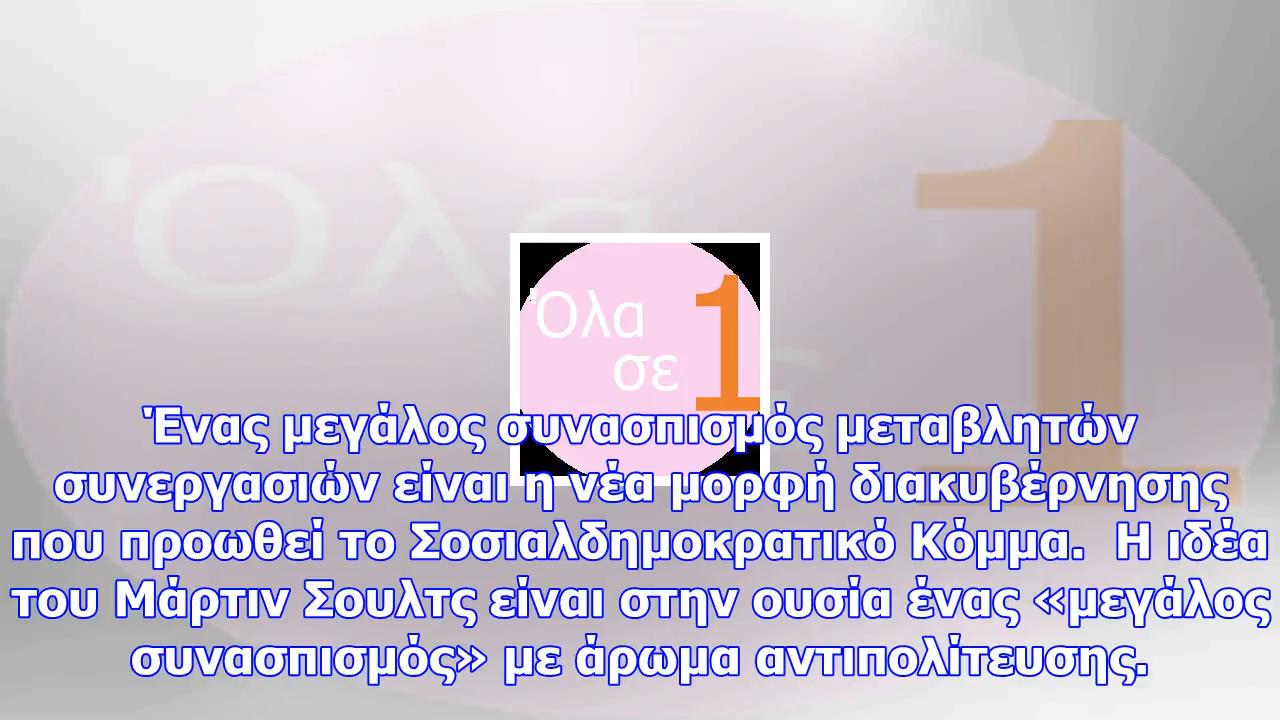 Όλα
σε 1
Ένας μεγάλος συνασπισμός μεταβλητών
συνεργασιών είναι η νέα μορφή διακυβέρνησης
που προωθεί το Σοσιαλδημοκρατικό Κόμμα.  Η ιδέα
του Μάρτιν Σουλτς είναι στην ουσία ένας «μεγάλος
συνασπισμός» με άρωμα αντιπολίτευσης.